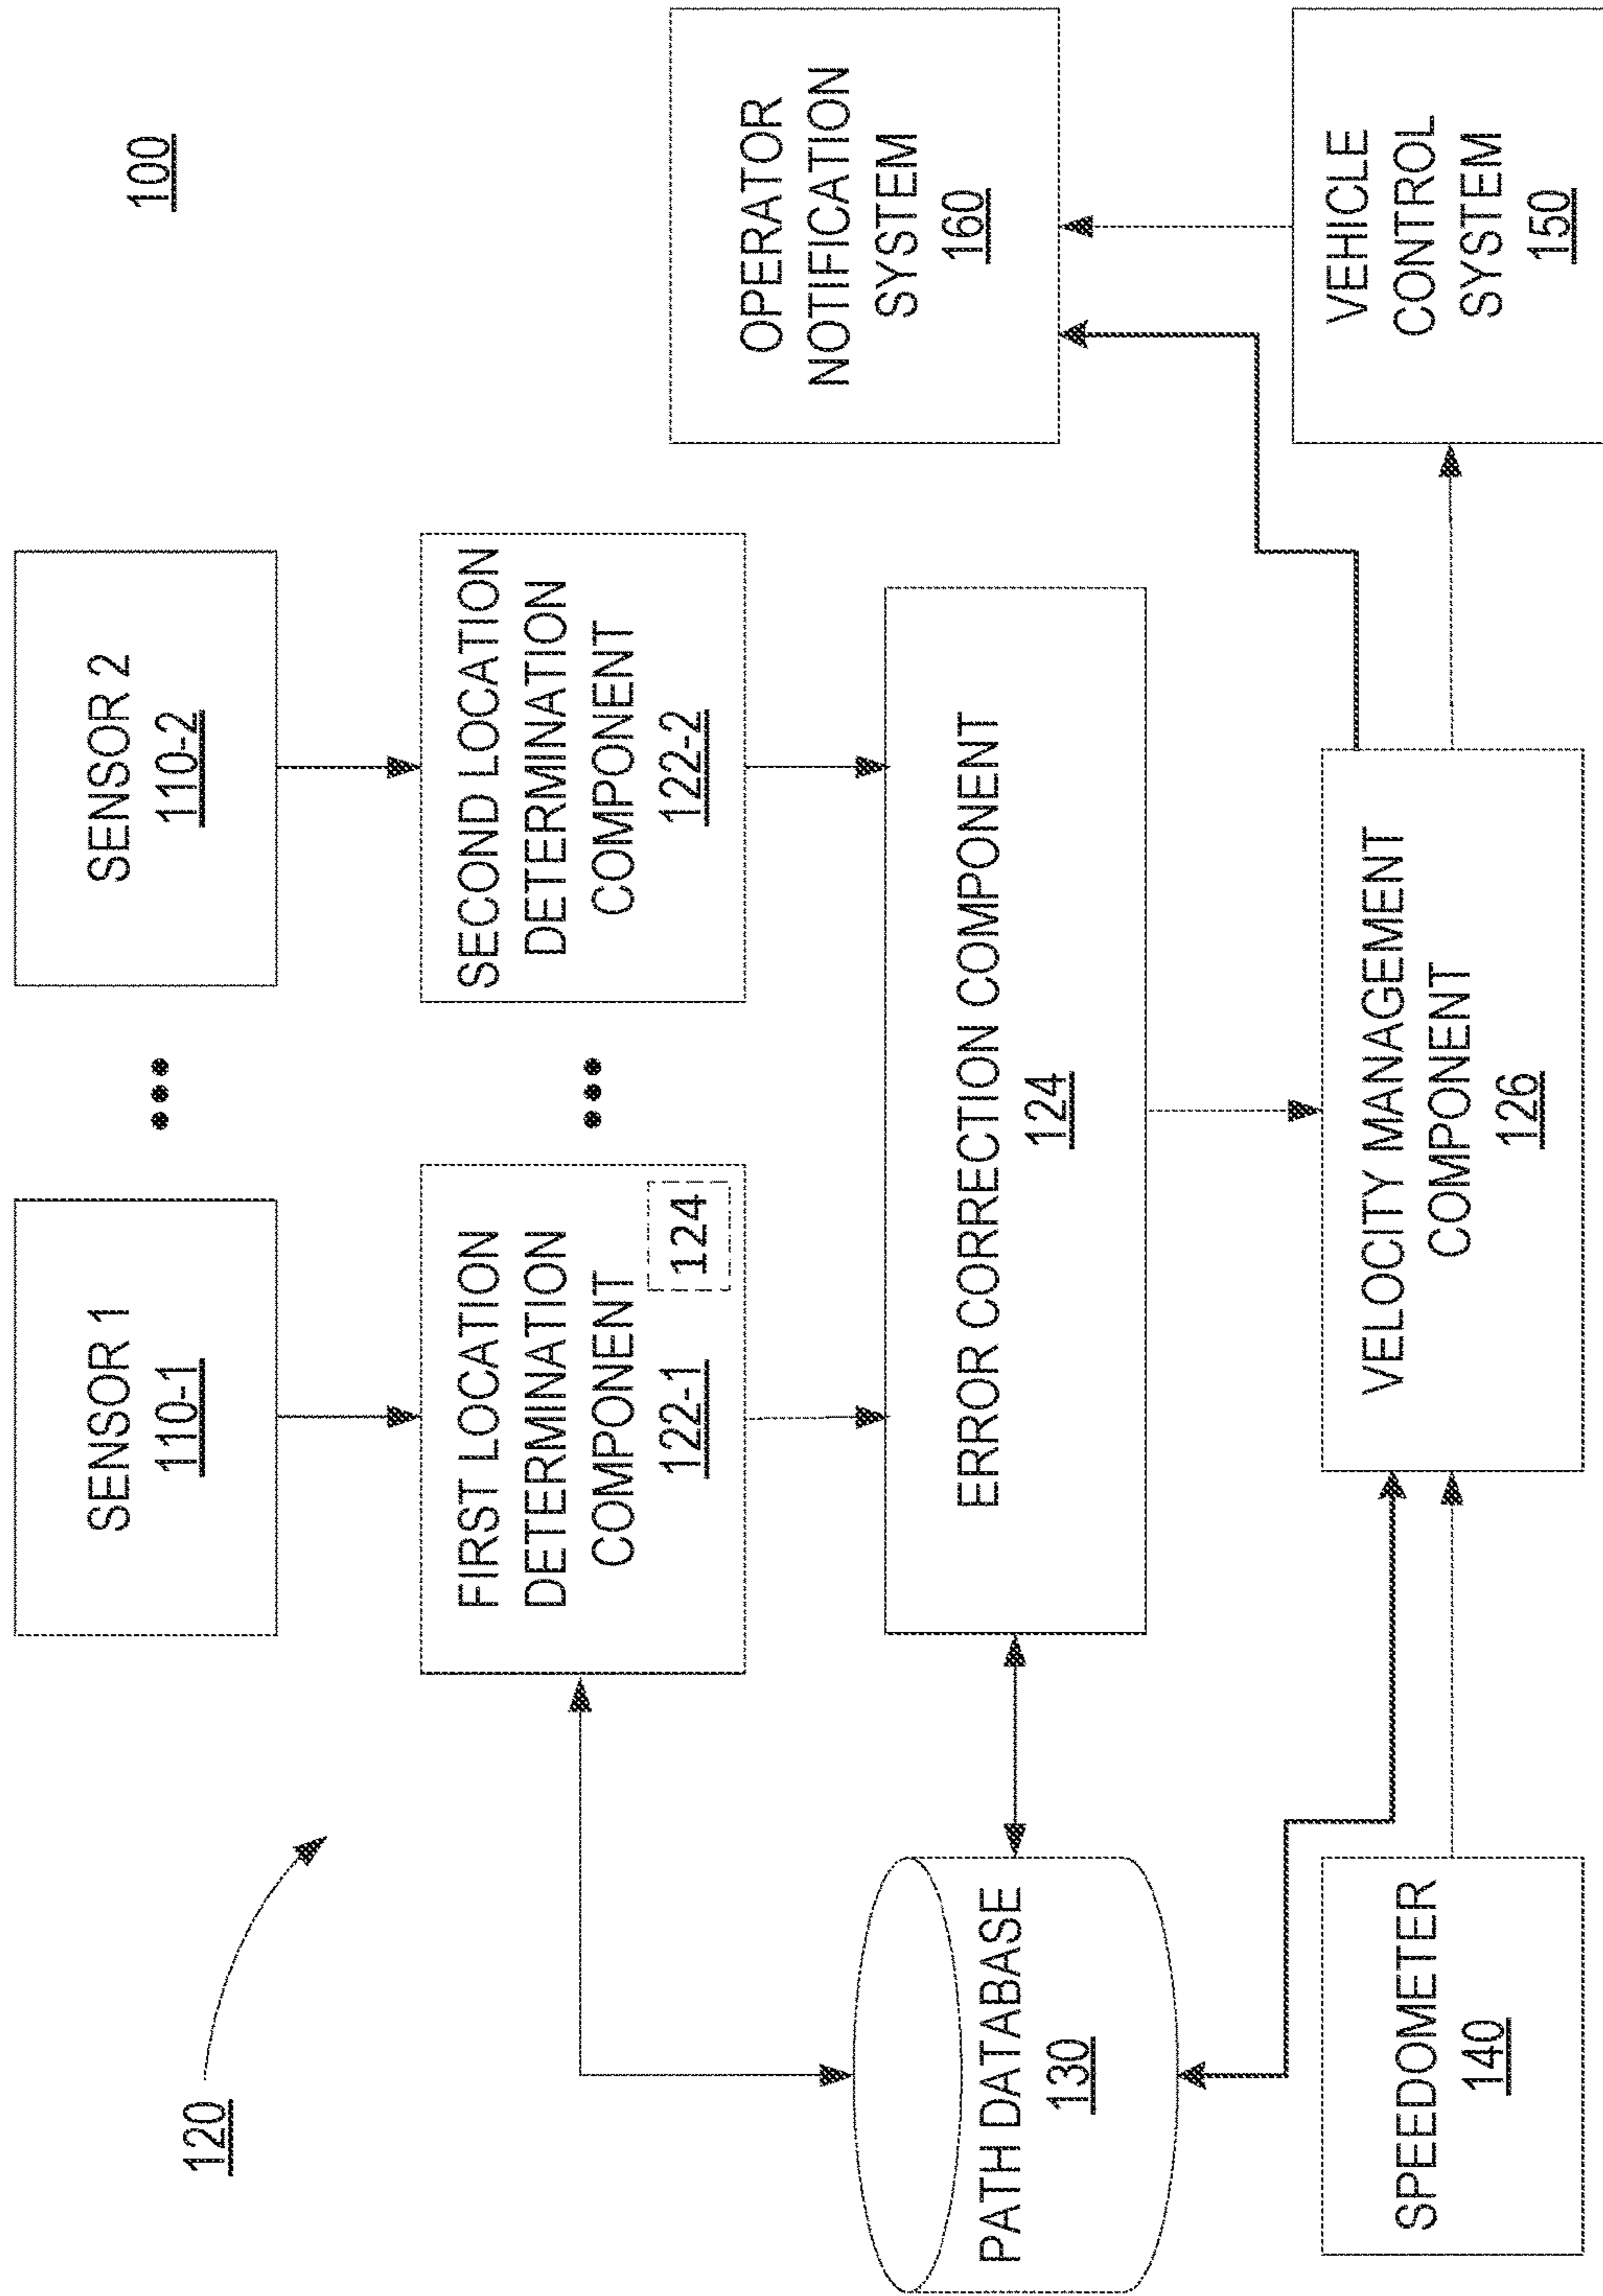 100
120
SENSOR 1
110-1
SENSOR 2
110-2
FIRST LOCATION
DETERMINATION
COMPONENT
122-1
124
SECOND LOCATION
DETERMINATION
COMPONENT
122-2
OPERATOR
NOTIFICATION
SYSTEM
160
PATH DATABASE
130
ERROR CORRECTION COMPONENT
124
SPEEDOMETER
140
VELOCITY MANAGEMENT
COMPONENT
126
VEHICLE
CONTROL
SYSTEM
150